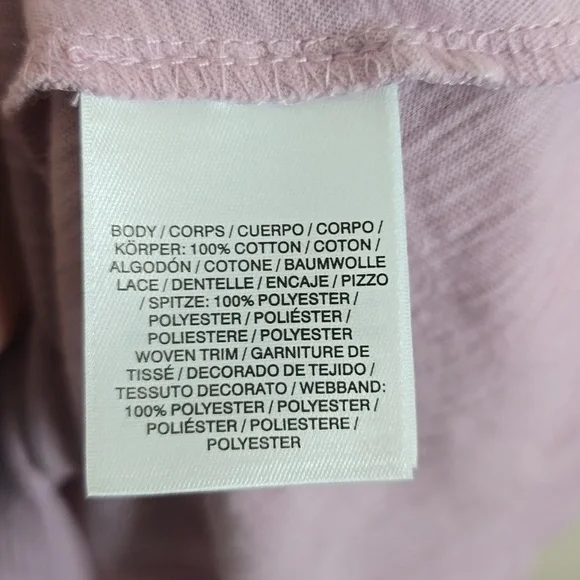 BODY / CORPS / CUERPO / CORPO /
KÖRPER: 100% COTTON / COTON /
ALGODÓN / COTONE / BAUMWOLLE
LACE / DENTELLE / ENCAJE / PIZZO
/ SPITZE: 100% POLYESTER /
POLYESTER / POLIÉSTER /
POLIESTERE / POLYESTER
WOVEN TRIM / GARNITURE DE
TISSÉ / DECORADO DE TEJIDO /
TESSUTO DECORATO / WEBBAND:
100% POLYESTER / POLYESTER /
POLIÉSTER / POLIESTERE /
POLYESTER